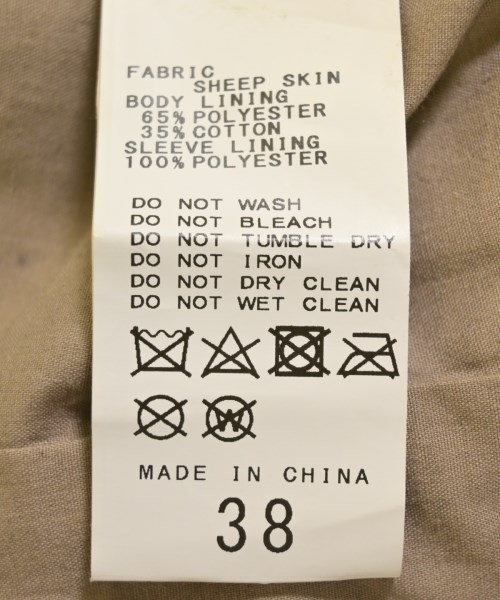 FABRIC
SHEEP SKIN
BODY LINING
65% POLYESTER
35% COTTON
SLEEVE LINING
100% POLYESTER
DO NOT WASH
DO NOT BLEACH
DO NOT TUMBLE DRY
DO NOT IRON
DO NOT DRY CLEAN
DO NOT WET CLEAN
W
MADE IN CHINA
38